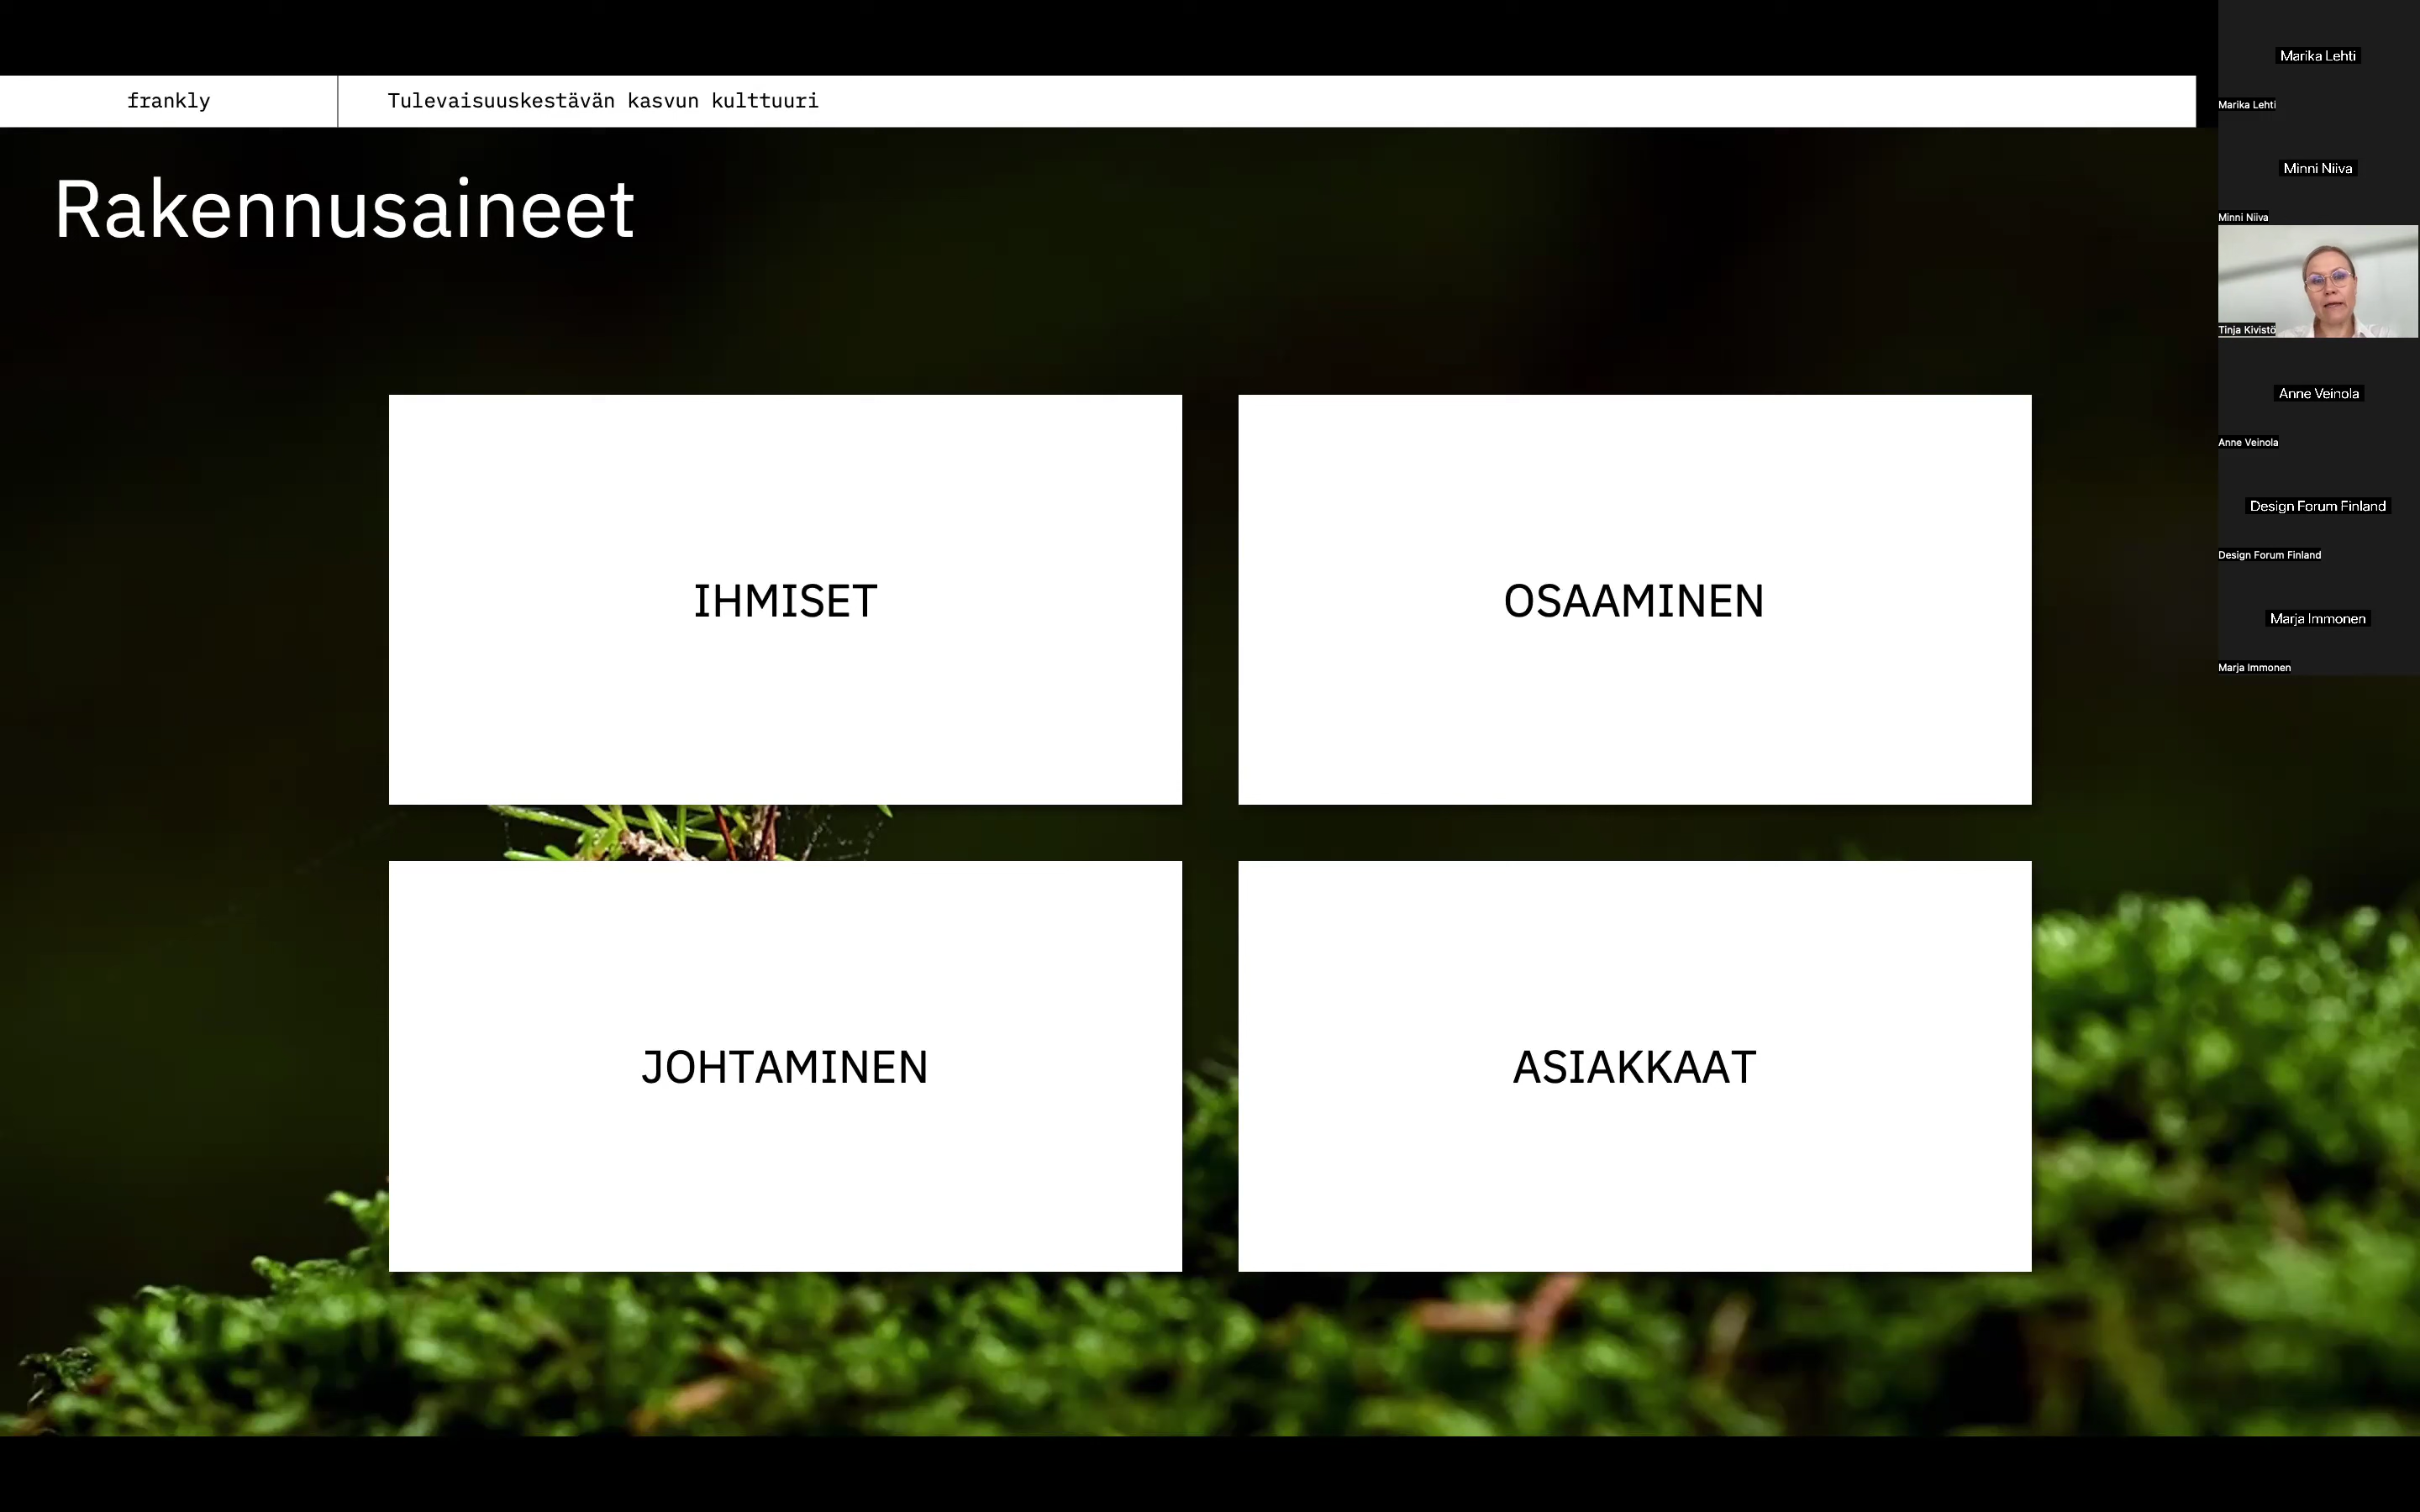 frankly
Tulevaisuuskestävän kasvun kulttuuri
Rakennusaineet
IHMISET
OSAAMINEN
JOHTAMINEN
ASIAKKAAT
Marika Lehti
Marika Lehti
Minni Niiva
Minni Niiva
Tinja Kivistö
Anne Veinola
Anne Veinola
Design Forum Finland
Design Forum Finland
Marja Immonen
Marja Immonen